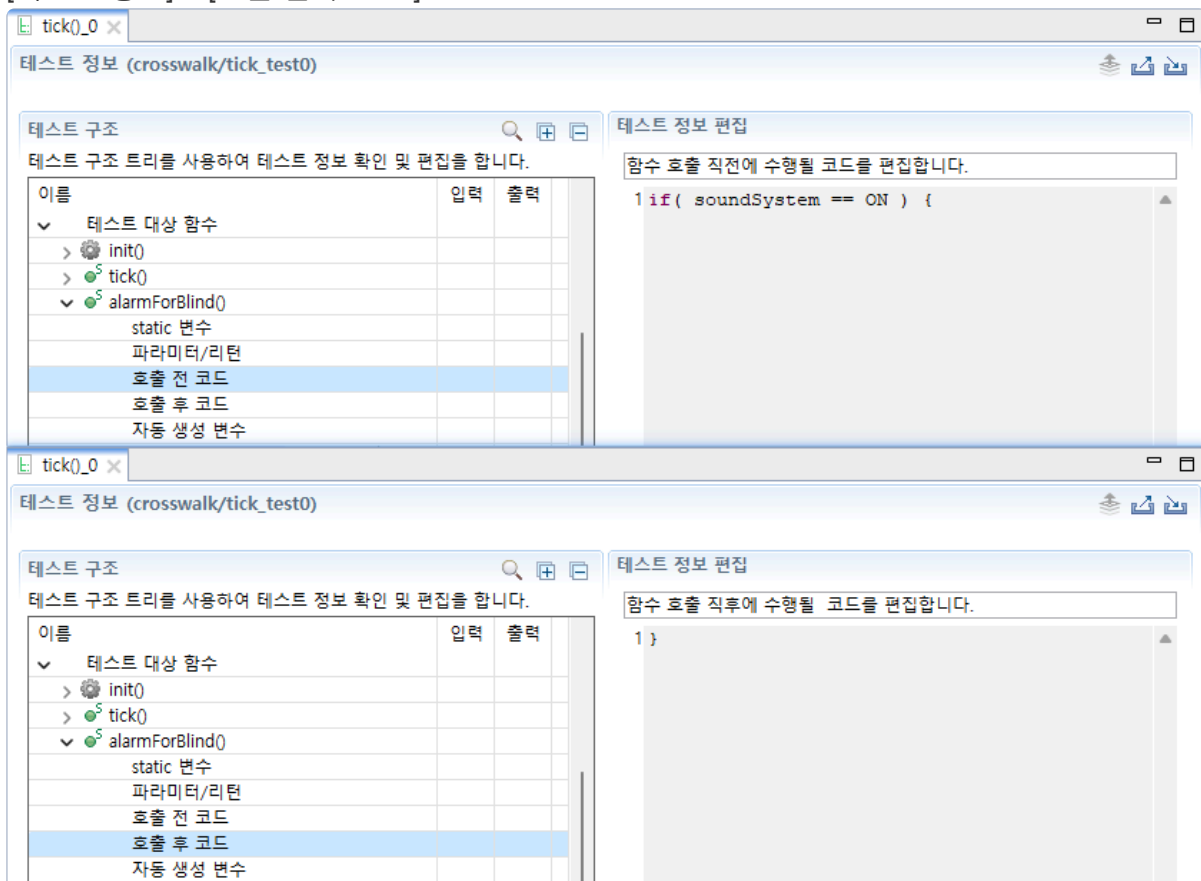 tick()_0
테스트 정보 (crosswalk/tick_test0)
테스트 구조
테스트 구조 트리를 사용하여 테스트 정보 확인 및 편집을 합니다.
이름 입력 출력
테스트 대상 함수
init()
tick()
alarmForBlind()
static 변수
파라미터/리턴
호출 전 코드
호출 후 코드
자동 생성 변수
테스트 정보 편집
함수 호출 직전에 수행될 코드를 편집합니다.
1 if( soundSystem == ON ) {
tick()_0
테스트 정보 (crosswalk/tick_test0)
테스트 구조
테스트 구조 트리를 사용하여 테스트 정보 확인 및 편집을 합니다.
이름 입력 출력
테스트 대상 함수
init()
tick()
alarmForBlind()
static 변수
파라미터/리턴
호출 전 코드
호출 후 코드
자동 생성 변수
테스트 정보 편집
함수 호출 직후에 수행될 코드를 편집합니다.
1 }